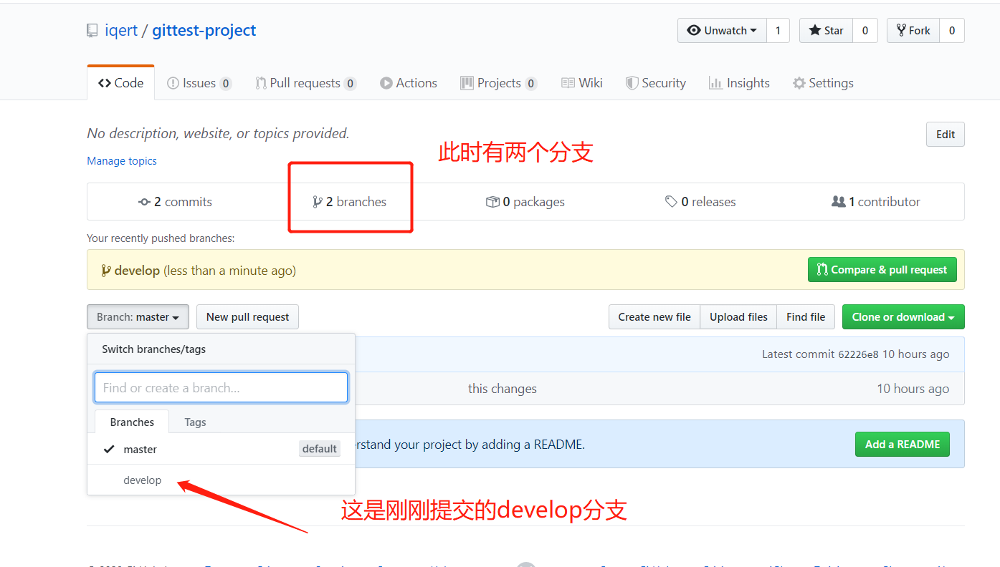 iqert / gittest-project
Unwatch 1 Star 0 Fork 0
Code Issues 0 Pull requests 0 Actions Projects 0 Wiki Security Insights Settings
No description, website, or topics provided.
Edit
此时有两个分支
Manage topics
2 commits 2 branches 0 packages 0 releases 1 contributor
Your recently pushed branches:
develop (less than a minute ago) Compare & pull request
Branch: master New pull request Create new file Upload files Find file Clone or download
Switch branches/tags
Latest commit 62226e8 10 hours ago
Find or create a branch...
this changes 10 hours ago
Branches Tags
your project by adding a README. Add a README
master default
develop
这是刚刚提交的develop分支